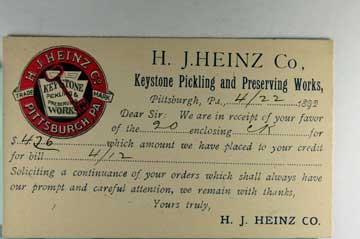 H. J. HEINZ Co.
KEYSTONE
PICKLING &
PRESERVING
WORKS
TRADE MARK
PITTSBURGH, PA.
H. J. HEINZ Co,
Keystone Pickling and Preserving Works,
Pittsburgh, Pa., 4/22 189
Dear Sir: We are in receipt of your favor
of the 20 enclosing ck for
$ which amount we have placed to your credit
for bill 4/12
Soliciting a continuance of your orders which shall always have
our prompt and careful attention, we remain with thanks,
Yours truly,
H. J. HEINZ CO.